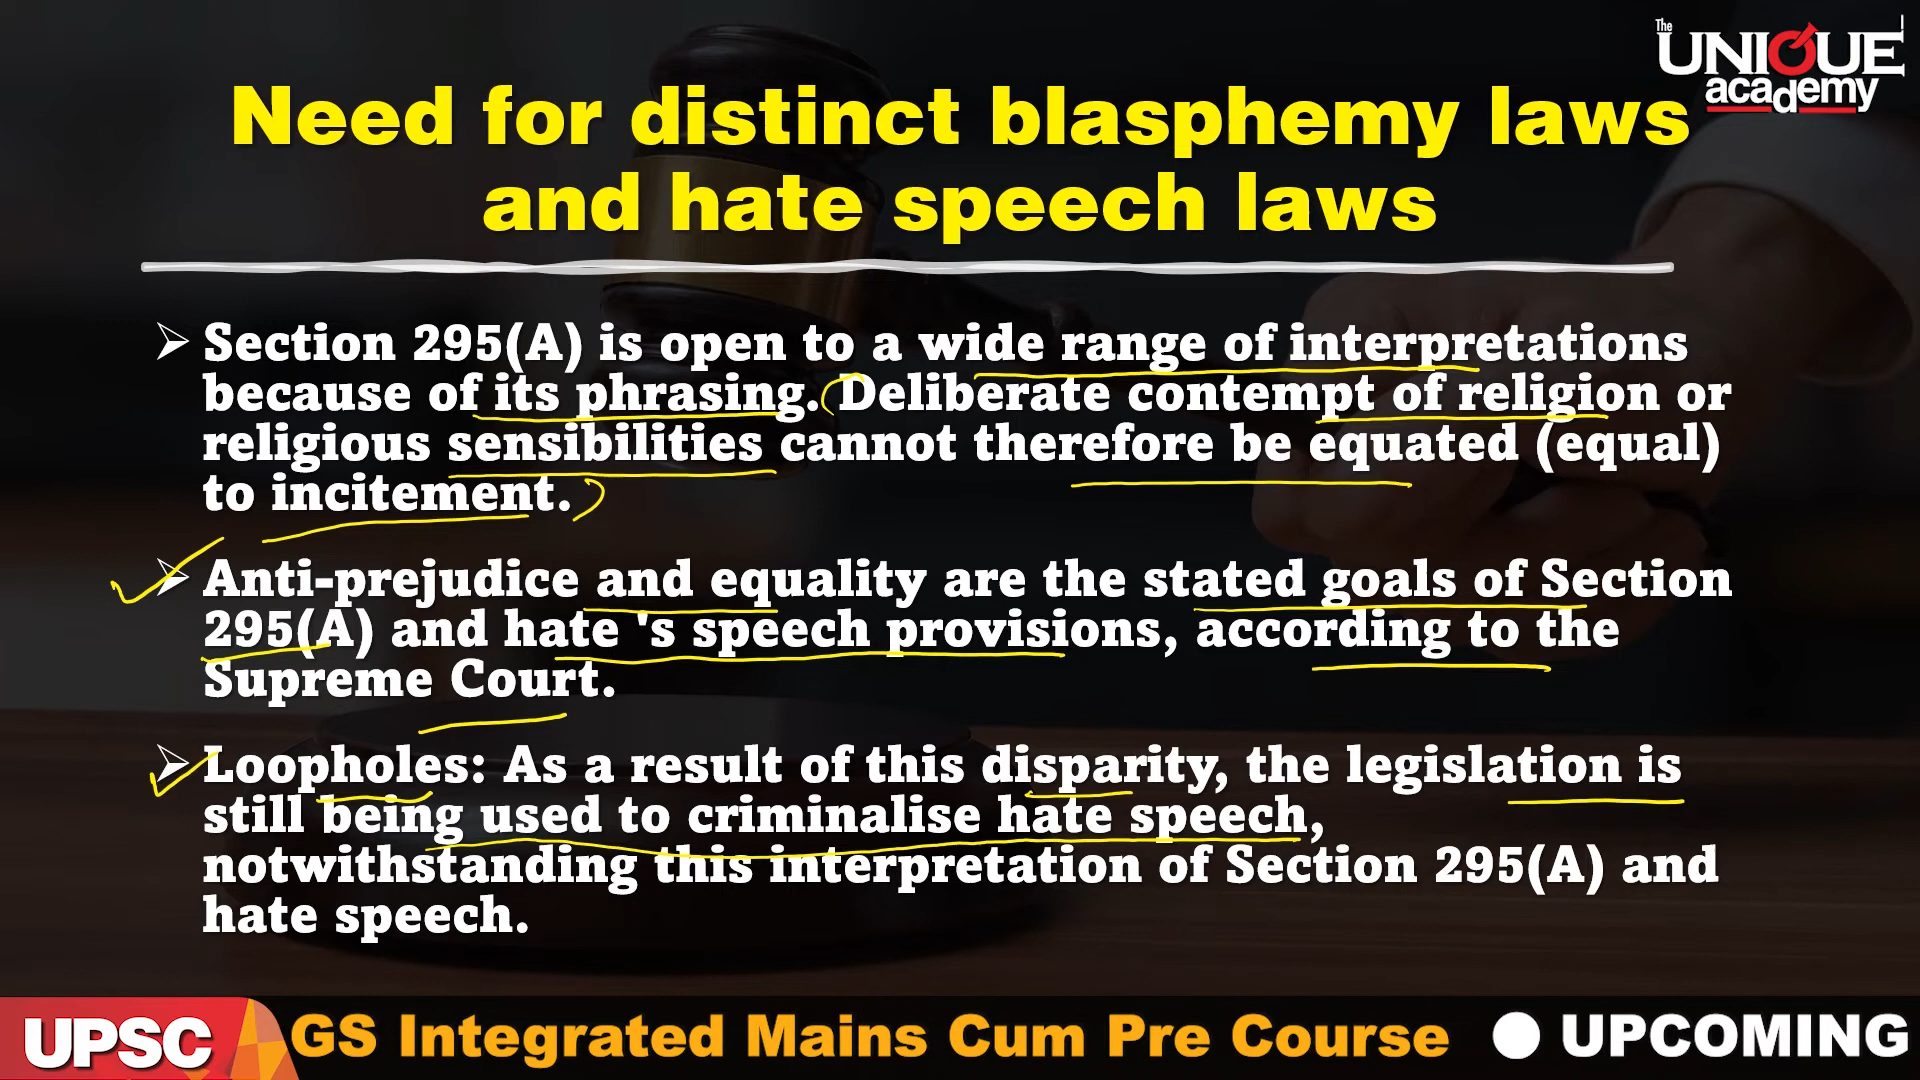 The
UNIQUE
academy
Need for distinct blasphemy laws
and hate speech laws
Section 295(A) is open to a wide range of interpretations
because of its phrasing. Deliberate contempt of religion or
religious sensibilities cannot therefore be equated (equal)
to incitement.
Anti-prejudice and equality are the stated goals of Section
295(A) and hate 's speech provisions, according to the
Supreme Court.
Loopholes: As a result of this disparity, the legislation is
still being used to criminalise hate speech,
notwithstanding this interpretation of Section 295(A) and
hate speech.
UPSC GS Integrated Mains Cum Pre Course UPCOMING